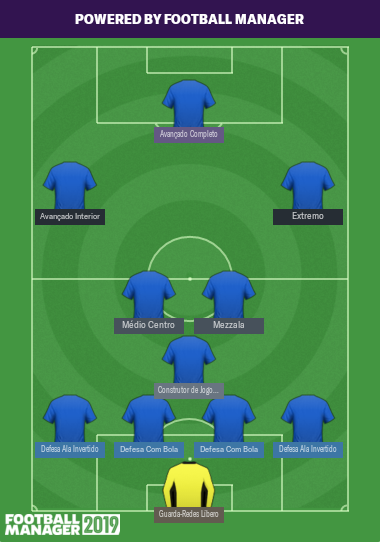 POWERED BY FOOTBALL MANAGER
Avançado Completo
Avançado Interior
Extremo
Médio Centro
Mezzala
Construtor de Jogo...
Defesa Ala Invertido
Defesa Com Bola
Defesa Com Bola
Defesa Ala Invertido
Guarda-Redes Líbero
FOOTBALL
MANAGER 2019